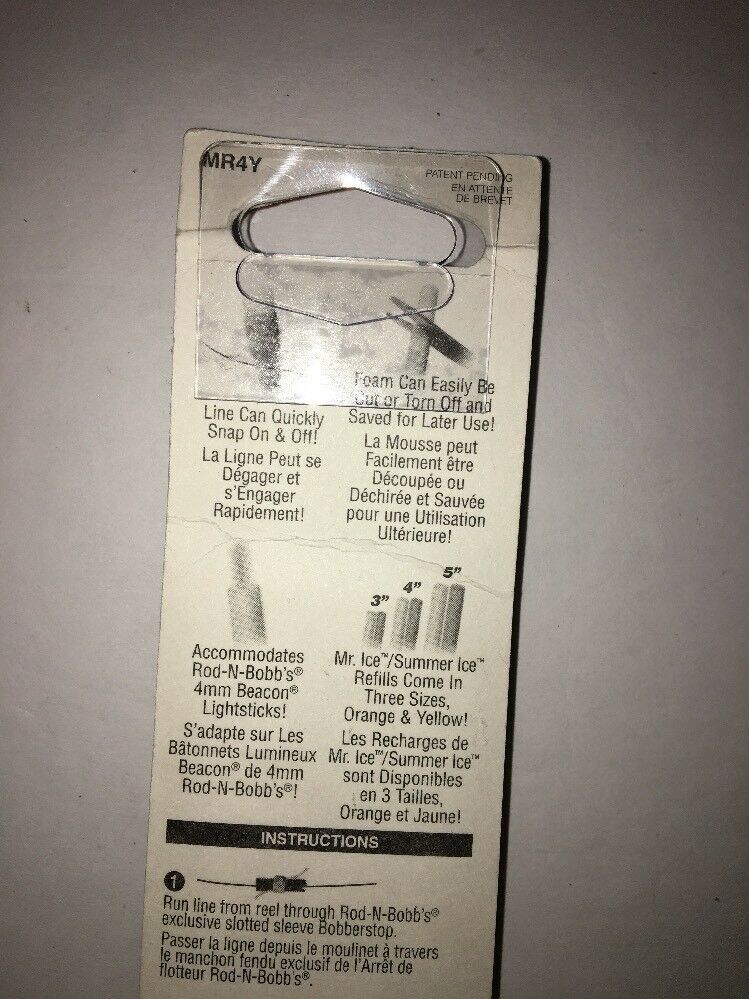 MR4Y
PATENT PENDING
EN ATTENTE
DE BREVET
Line Can Quickly
Snap On & Off!
La Ligne Peut se
Dégager et
s'Engager
Rapidement!
Foam Can Easily Be
Cut or Torn Off and
Saved for Later Use!
La Mousse peut
Facilement être
Découpée ou
Déchirée et Sauvée
pour une Utilisation
Ultérieure!
Accommodates
Rod-N-Bobb's®
4mm Beacon®
Lightsticks!
S'adapte sur Les
Bâtonnets Lumineux
Beacon® de 4mm
Rod-N-Bobb's®!
3" 4" 5"
Mr. Ice™/Summer Ice™
Refills Come In
Three Sizes,
Orange & Yellow!
Les Recharges de
Mr. Ice™/Summer Ice™
sont Disponibles
en 3 Tailles,
Orange et Jaune!
INSTRUCTIONS
1
Run line from reel through Rod-N-Bobb's®
exclusive slotted sleeve Bobberstop.
Passer la ligne depuis le moulinet à travers
le manchon fendu exclusif de l'Arrêt de
flotteur Rod-N-Bobb's®.